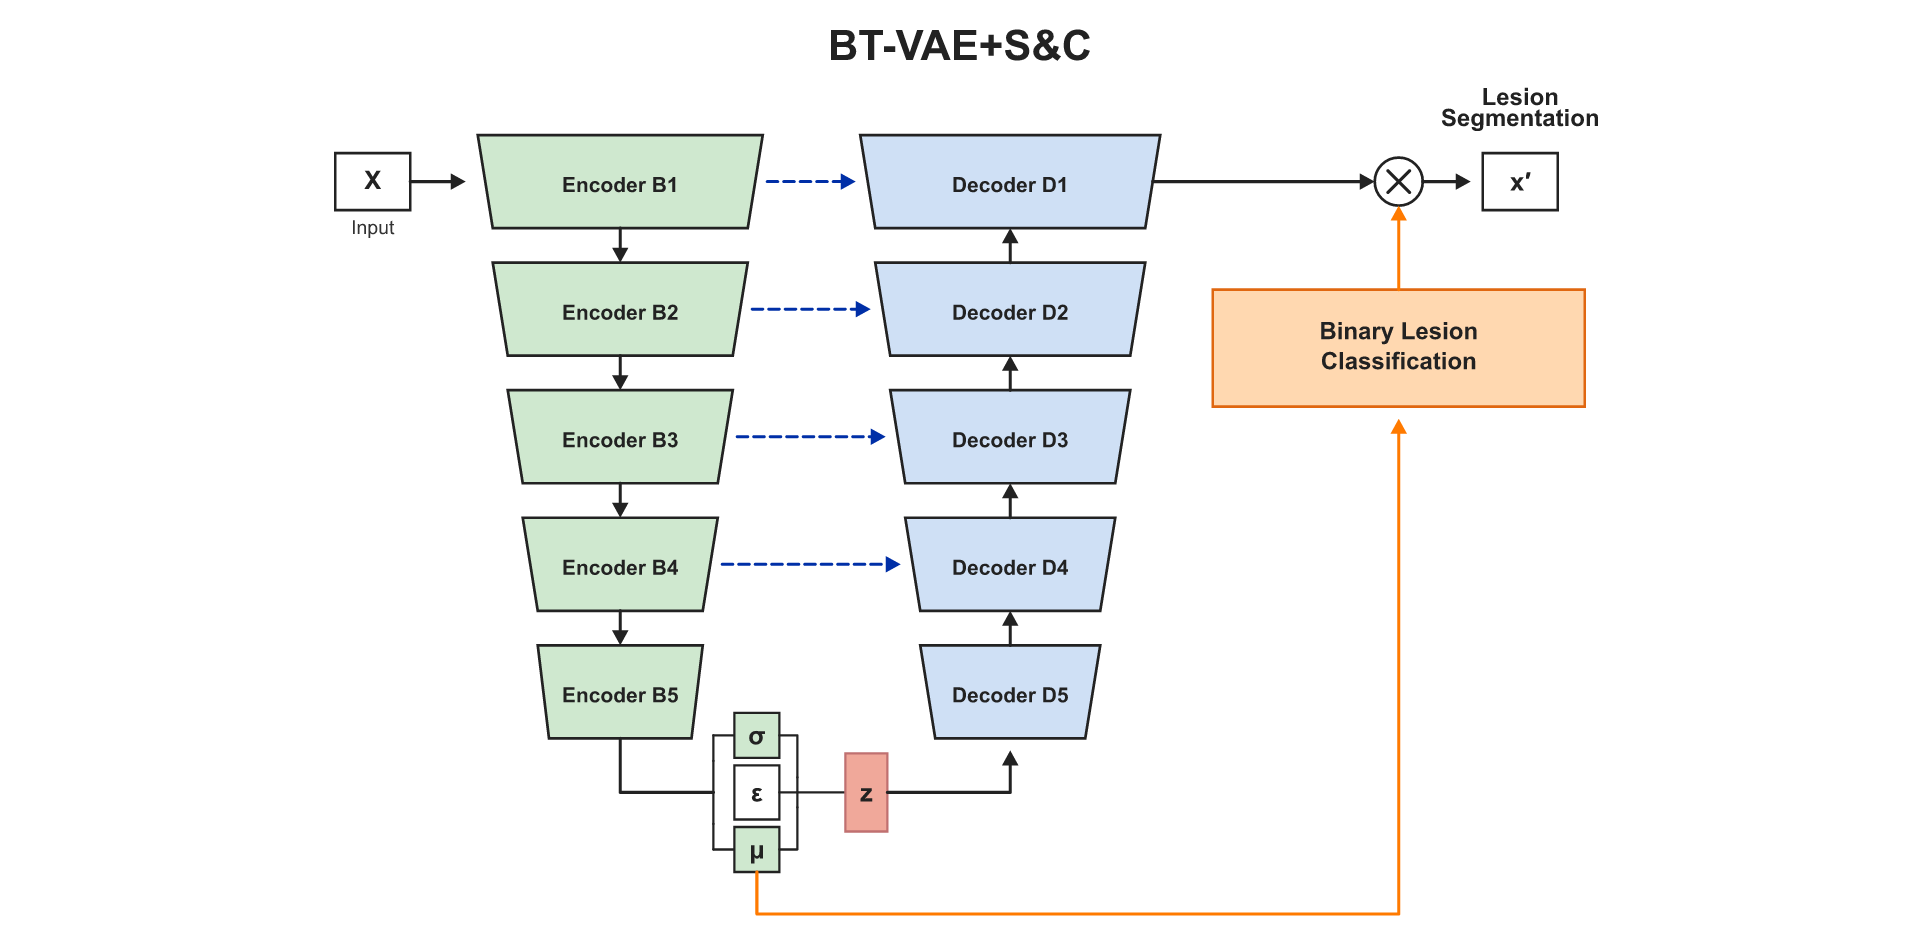 BT-VAE+S&C
Lesion
Segmentation
X
Input
Encoder B1
Decoder D1
x′
Encoder B2
Decoder D2
Binary Lesion
Classification
Encoder B3
Decoder D3
Encoder B4
Decoder D4
Encoder B5
Decoder D5
σ
ε
z
μ